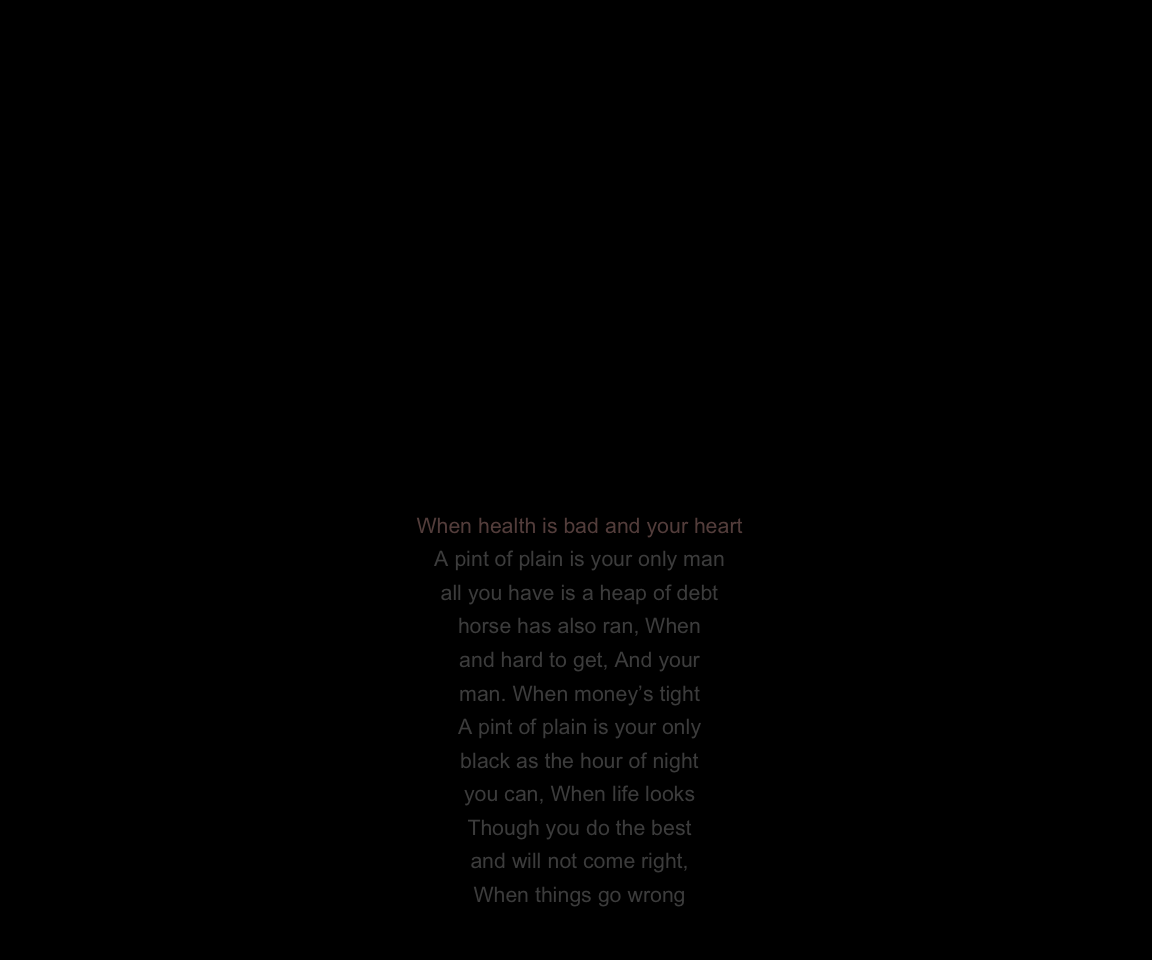 When health is bad and your heart
A pint of plain is your only man
all you have is a heap of debt
horse has also ran, When
and hard to get, And your
man. When money’s tight
A pint of plain is your only
black as the hour of night
you can, When life looks
Though you do the best
and will not come right,
When things go wrong